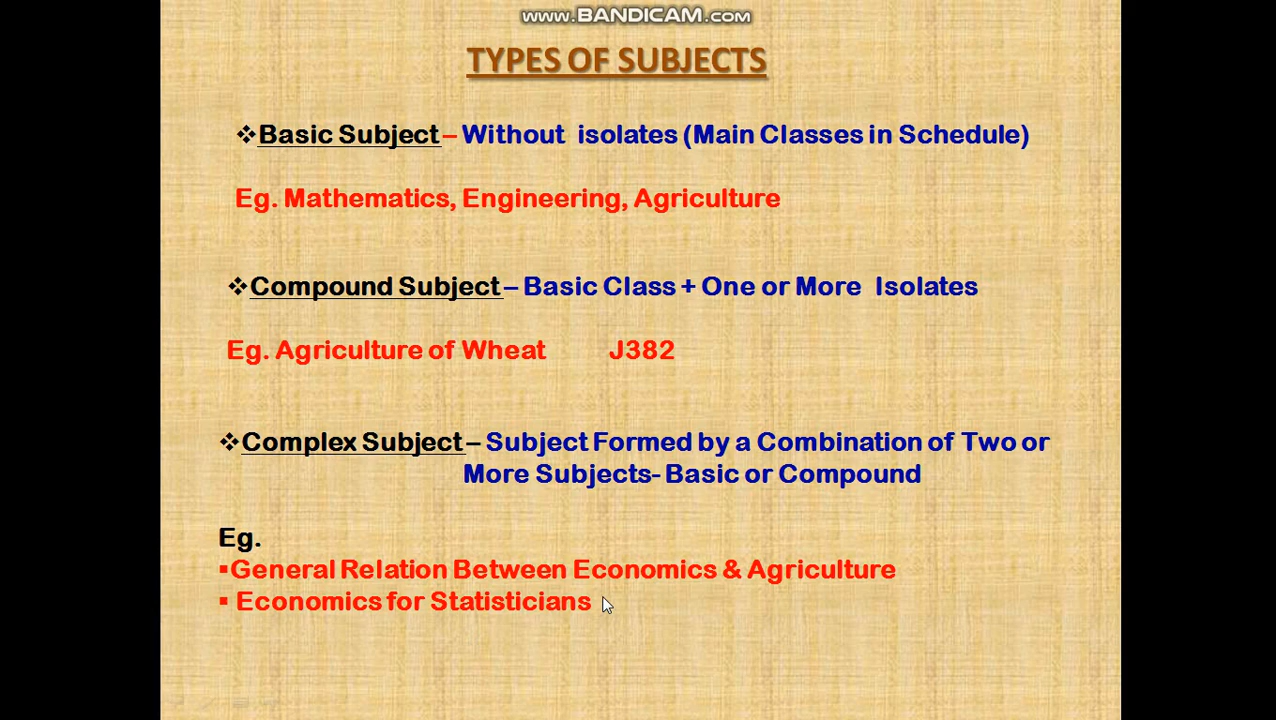 www.BANDICAM.com
TYPES OF SUBJECTS
❖Basic Subject – Without isolates (Main Classes in Schedule)
Eg. Mathematics, Engineering, Agriculture
❖Compound Subject – Basic Class + One or More Isolates
Eg. Agriculture of Wheat J382
❖Complex Subject – Subject Formed by a Combination of Two or
More Subjects- Basic or Compound
Eg.
▪General Relation Between Economics & Agriculture
▪ Economics for Statisticians